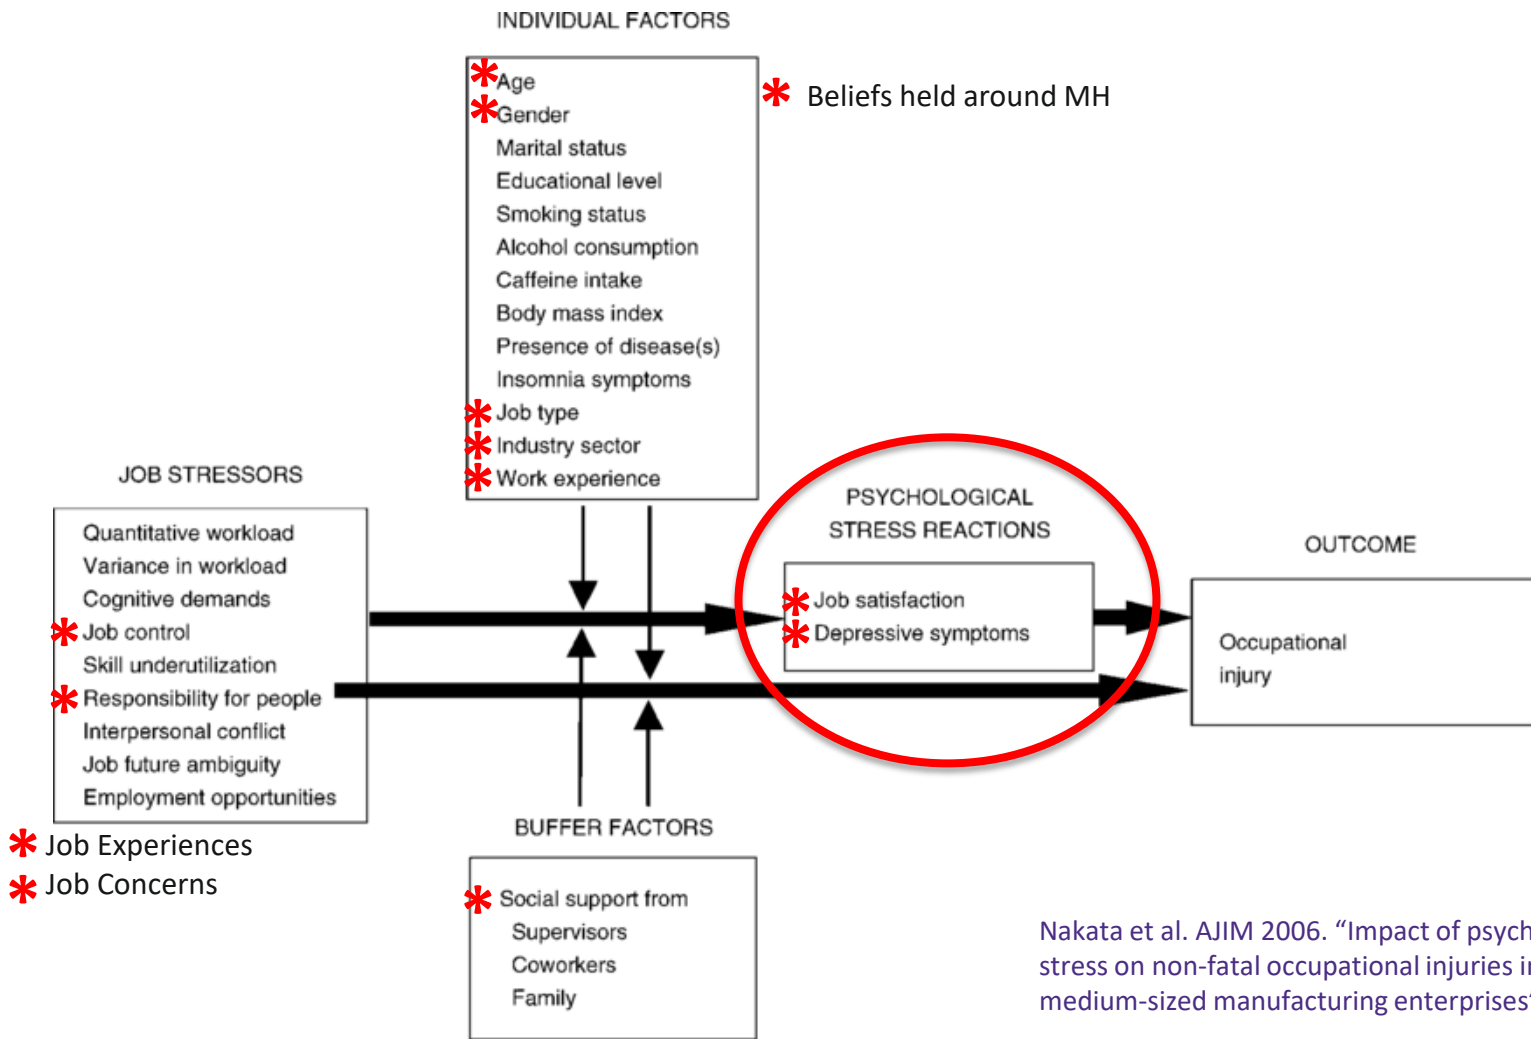 INDIVIDUAL FACTORS
* Age
* Gender
Marital status
Educational level
Smoking status
Alcohol consumption
Caffeine intake
Body mass index
Presence of disease(s)
Insomnia symptoms
* Job type
* Industry sector
* Work experience
* Beliefs held around MH
JOB STRESSORS
Quantitative workload
Variance in workload
Cognitive demands
* Job control
Skill underutilization
* Responsibility for people
Interpersonal conflict
Job future ambiguity
Employment opportunities
* Job Experiences
* Job Concerns
PSYCHOLOGICAL
STRESS REACTIONS
* Job satisfaction
* Depressive symptoms
OUTCOME
Occupational
injury
BUFFER FACTORS
* Social support from
Supervisors
Coworkers
Family
Nakata et al. AJIM 2006. “Impact of psych
stress on non-fatal occupational injuries in
medium-sized manufacturing enterprises”